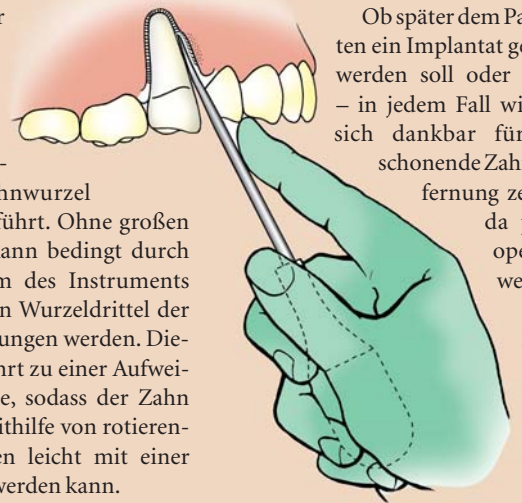 hnwurzel
führt. Ohne großen
ann bedingt durch
m des Instruments
n Wurzeldrittel der
ungen werden. Die-
hrt zu einer Aufwei-
e, sodass der Zahn
ithilfe von rotieren-
en leicht mit einer
werden kann.
Ob später dem Pa
ten ein Implantat g
werden soll oder
– in jedem Fall wi
sich dankbar für
schonende Zah
fernung ze
da
ope
we